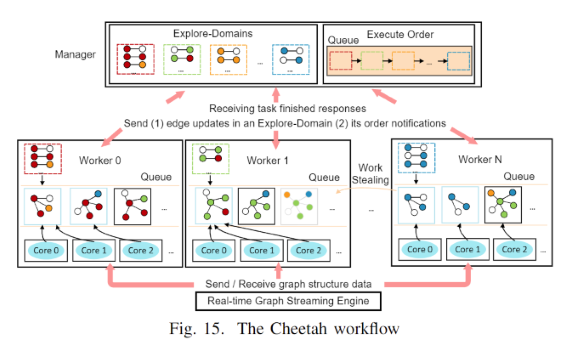 Manager
Explore-Domains
...
...
...
...
...
Execute Order
Queue
...
Receiving task finished responses
Send (1) edge updates in an Explore-Domain (2) its order notifications
Worker 0
Queue
...
Core 0
Core 1
Core 2
...
Worker 1
Queue
...
Core 0
Core 1
Core 2
...
Work
Stealing
...
Worker N
Queue
...
Core 0
Core 1
Core 2
...
Send / Receive graph structure data
Real-time Graph Streaming Engine
Fig. 15. The Cheetah workflow